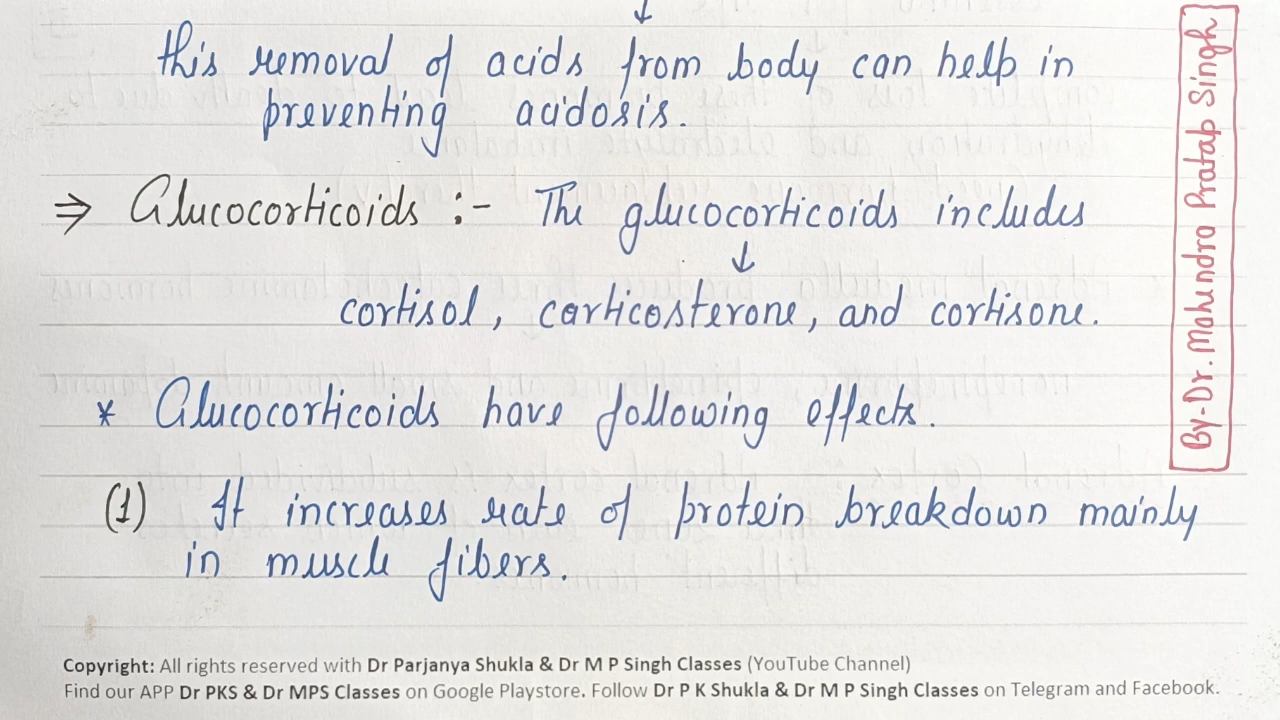 ↓
this removal of acids from body can help in
preventing acidosis.
⇒ Glucocorticoids :- The glucocorticoids includes
↓
cortisol, corticosterone, and cortisone.
* Glucocorticoids have following effects.
(1) It increases rate of protein breakdown mainly
in muscle fibers.
By-Dr. Mahendra Pratap Singh
Copyright: All rights reserved with Dr Parjanya Shukla & Dr M P Singh Classes (YouTube Channel)
Find our APP Dr PKS & Dr MPS Classes on Google Playstore. Follow Dr P K Shukla & Dr M P Singh Classes on Telegram and Facebook.